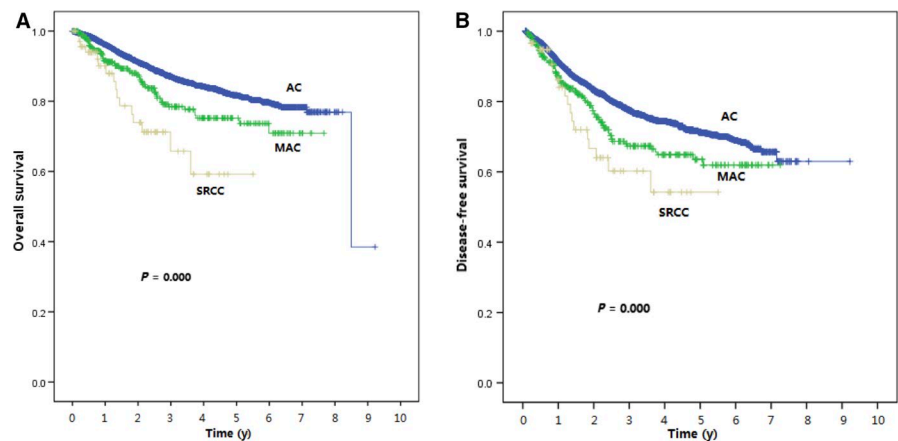 A
Overall survival
1.0
0.8
0.6
0.4
0.2
0.0
AC
MAC
SRCC
P = 0.000
0 1 2 3 4 5 6 7 8 9 10
Time (y)
B
Disease-free survival
1.0
0.8
0.6
0.4
0.2
0.0
AC
MAC
SRCC
P = 0.000
0 1 2 3 4 5 6 7 8 9 10
Time (y)